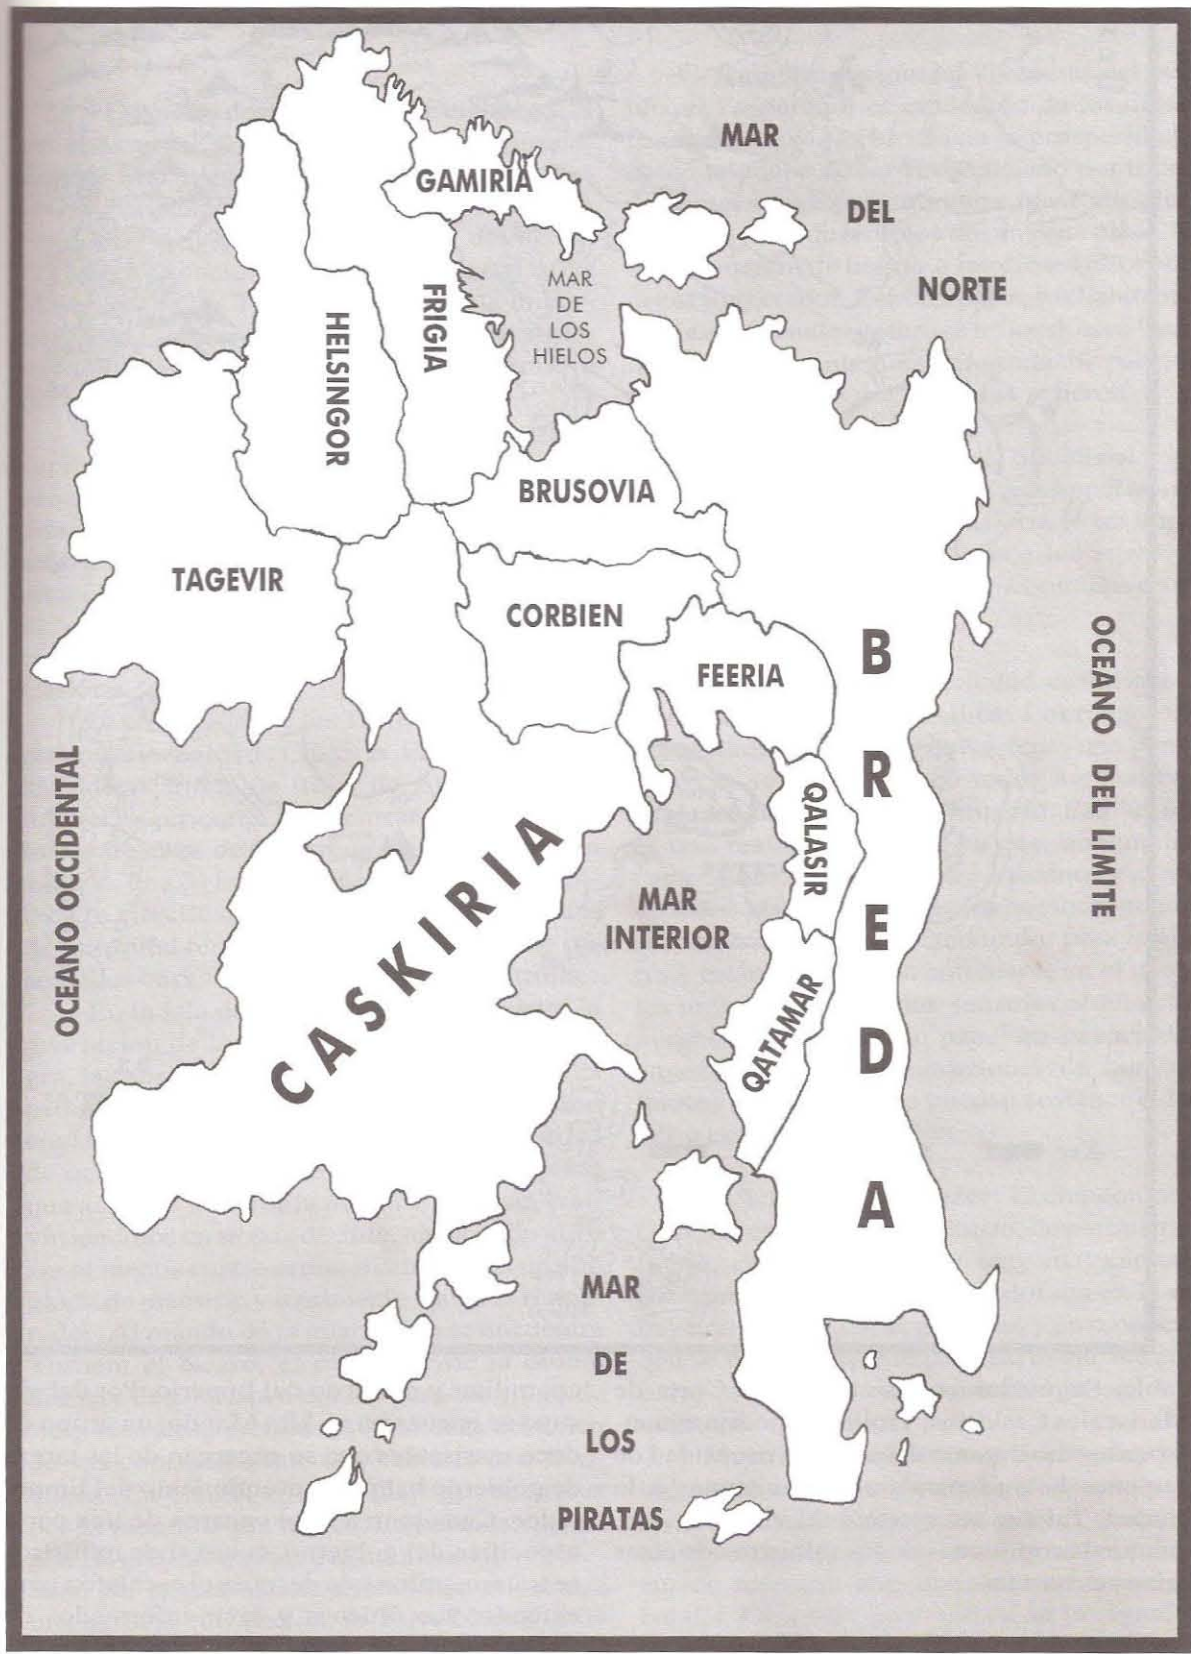 MAR
DEL
NORTE
GAMIRIA
MAR
DE
LOS
HIELOS
FRIGIA
HELSINGOR
BRUSOVIA
TAGEVIR
CORBIEN
FEERIA
BREDA
OCEANO DEL LIMITE
OCEANO OCCIDENTAL
QALASIR
CASKIRIA
MAR
INTERIOR
QATAMAR
MAR
DE
LOS
PIRATAS